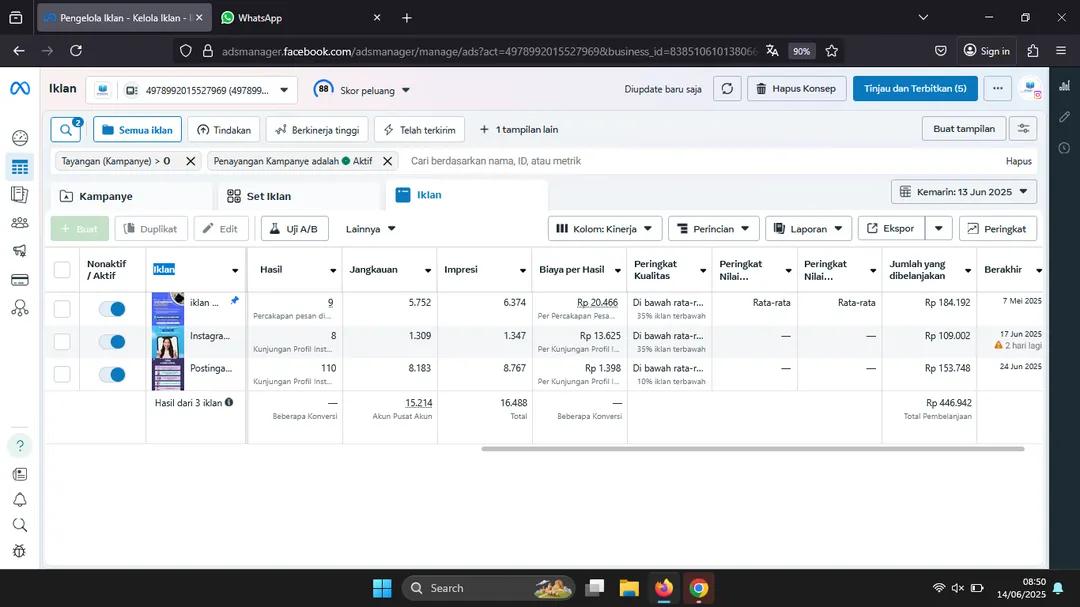 Pengelola Iklan - Kelola Iklan - I
WhatsApp
adsmanager.facebook.com/adsmanager/manage/ads?act=4978992015527969&business_id=83851061013806
90%
Sign in
Iklan
4978992015527969 (497899...
88
Skor peluang
Diupdate baru saja
Hapus Konsep
Tinjau dan Terbitkan (5)
2
Semua iklan
Tindakan
Berkinerja tinggi
Telah terkirim
+ 1 tampilan lain
Buat tampilan
Tayangan (Kampanye) > 0
Penayangan Kampanye adalah Aktif
Cari berdasarkan nama, ID, atau metrik
Hapus
Kampanye
Set Iklan
Iklan
Kemarin: 13 Jun 2025
+ Buat
Duplikat
Edit
Uji A/B
Lainnya
Kolom: Kinerja
Perincian
Laporan
Ekspor
Peringkat
Nonaktif / Aktif
Iklan
Hasil
Jangkauan
Impresi
Biaya per Hasil
Peringkat Kualitas
Peringkat Nilai...
Peringkat Nilai...
Jumlah yang dibelanjakan
Berakhir
iklan ...
9
5.752
6.374
Rp 20.466
Di bawah rata-r...
Rata-rata
Rata-rata
Rp 184.192
7 Mei 2025
Percakapan pesan di...
Per Percakapan Pesa...
35% iklan terbawah
Instagra...
8
1.309
1.347
Rp 13.625
Di bawah rata-r...
—
—
Rp 109.002
17 Jun 2025
Kunjungan Profil Inst...
Per Kunjungan Profil I...
35% iklan terbawah
2 hari lagi
Postinga...
110
8.183
8.767
Rp 1.398
Di bawah rata-r...
—
—
Rp 153.748
24 Jun 2025
Kunjungan Profil Inst...
Per Kunjungan Profil I...
10% iklan terbawah
Hasil dari 3 iklan
—
15.214
16.488
—
Rp 446.942
Beberapa Konversi
Akun Pusat Akun
Total
Beberapa Konversi
Total Pembelanjaan
Search
08:50
14/06/2025